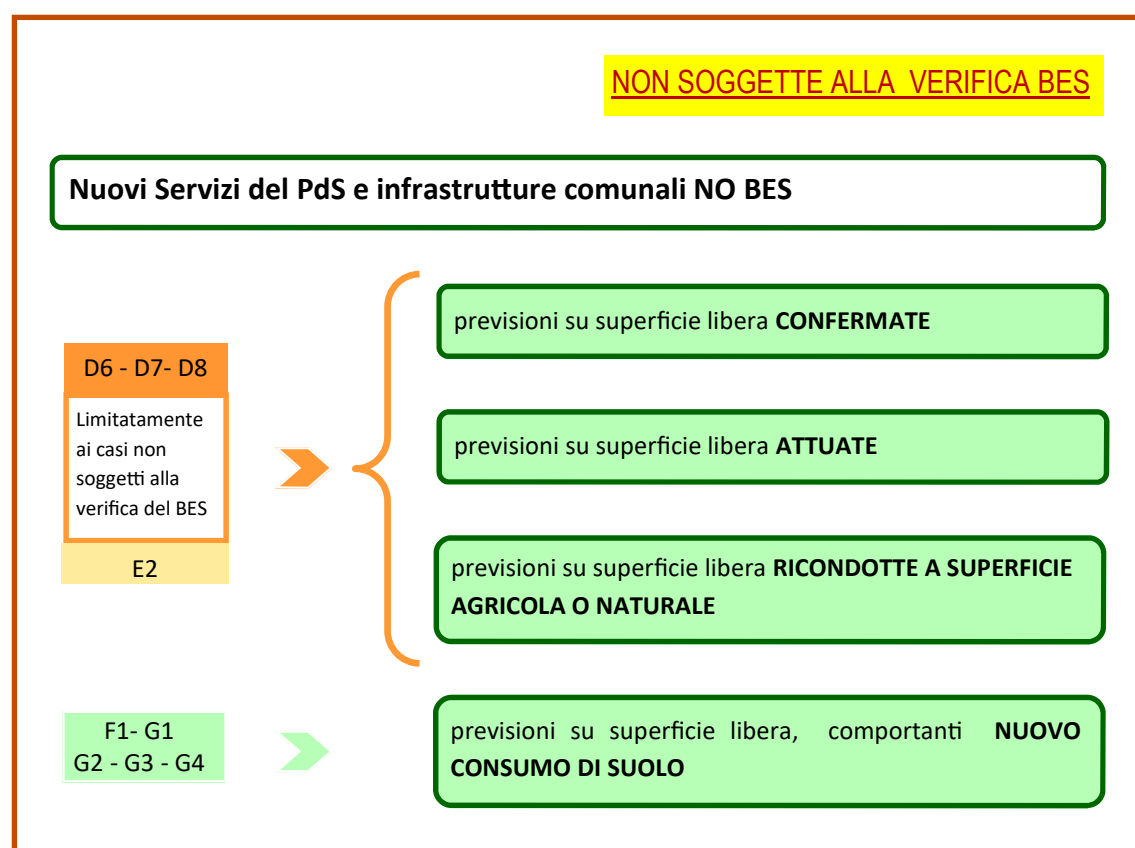 NON SOGGETTE ALLA VERIFICA BES
Nuovi Servizi del PdS e infrastrutture comunali NO BES
D6 - D7- D8
Limitatamente
ai casi non
soggetti alla
verifica del BES
E2
previsioni su superficie libera CONFERMATE
previsioni su superficie libera ATTUATE
previsioni su superficie libera RICONDOTTE A SUPERFICIE
AGRICOLA O NATURALE
F1- G1
G2 - G3 - G4
previsioni su superficie libera, comportanti NUOVO
CONSUMO DI SUOLO